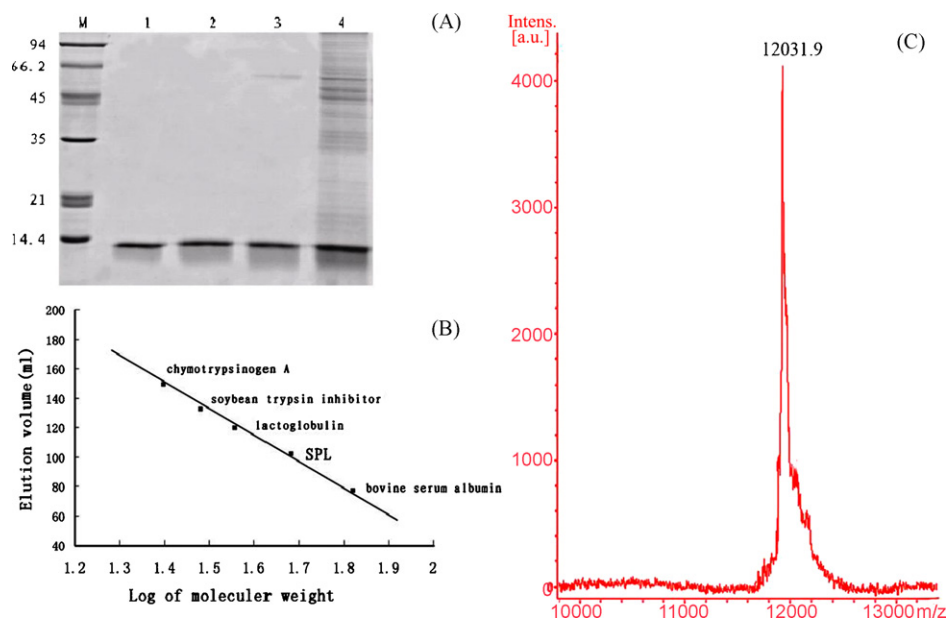 M 1 2 3 4 (A)
94
66.2
45
35
21
14.4
(B)
200
180
160
140
120
100
80
60
40
Elution volume(ml)
chymotrypsinogen A
soybean trypsin inhibitor
lactoglobulin
SPL
bovine serum albumin
1.2 1.3 1.4 1.5 1.6 1.7 1.8 1.9 2
Log of moleculer weight
Intens.
[a.u.]
(C)
12031.9
4000
3000
2000
1000
0
10000 11000 12000 13000 m/z